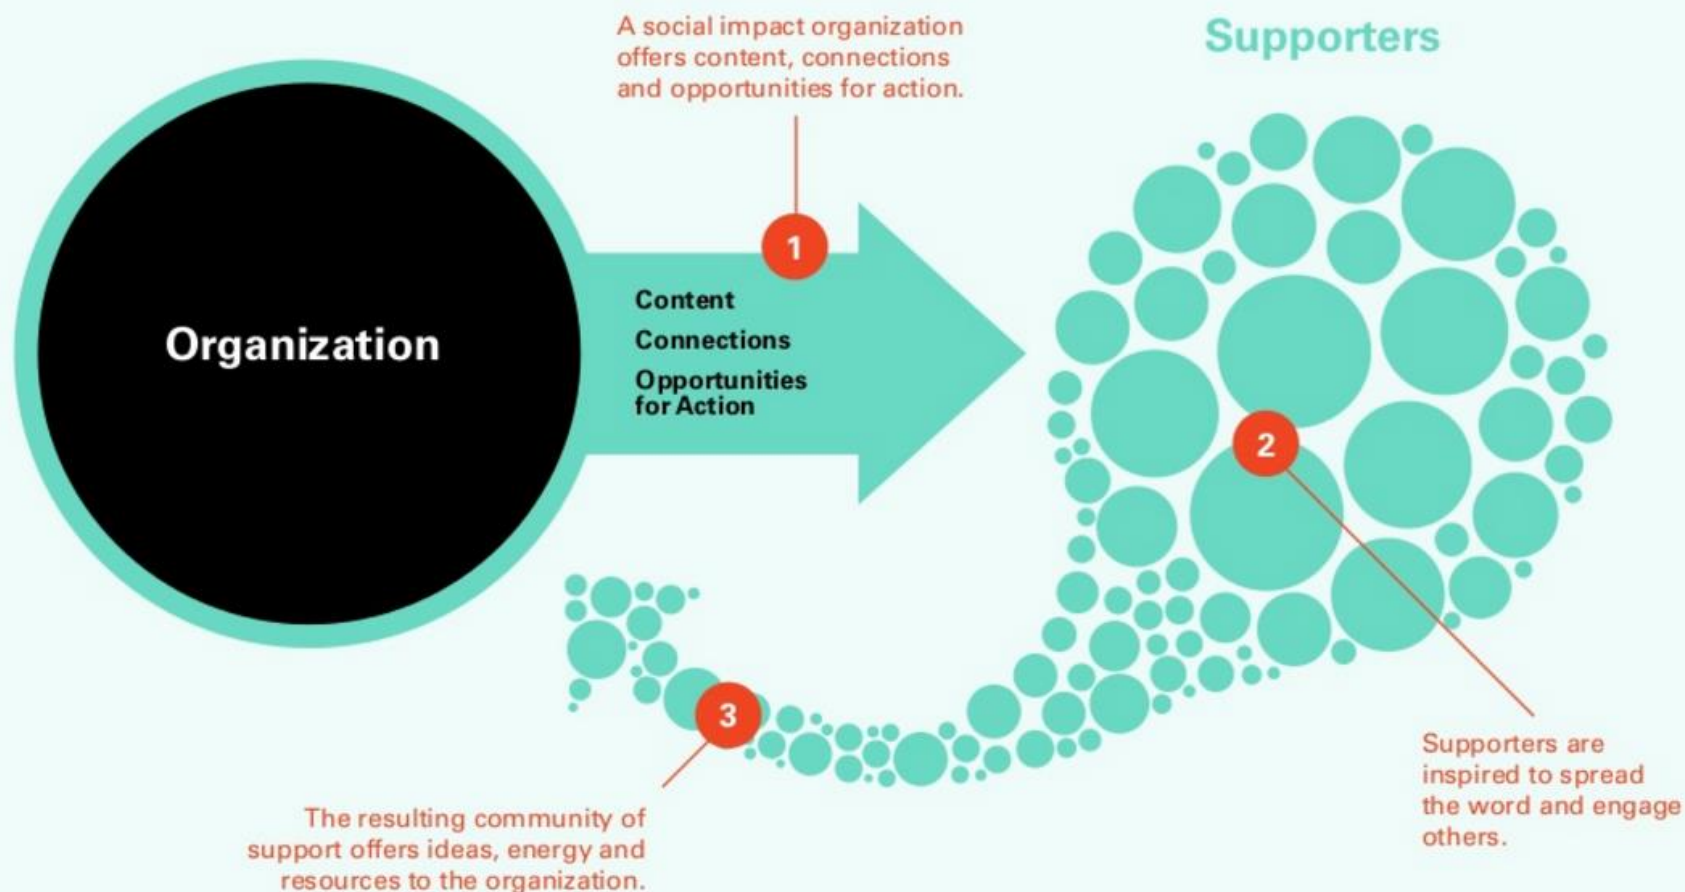 A social impact organization
offers content, connections
and opportunities for action.
Supporters
1
Organization
Content
Connections
Opportunities
for Action
2
3
Supporters are
inspired to spread
the word and engage
others.
The resulting community of
support offers ideas, energy and
resources to the organization.